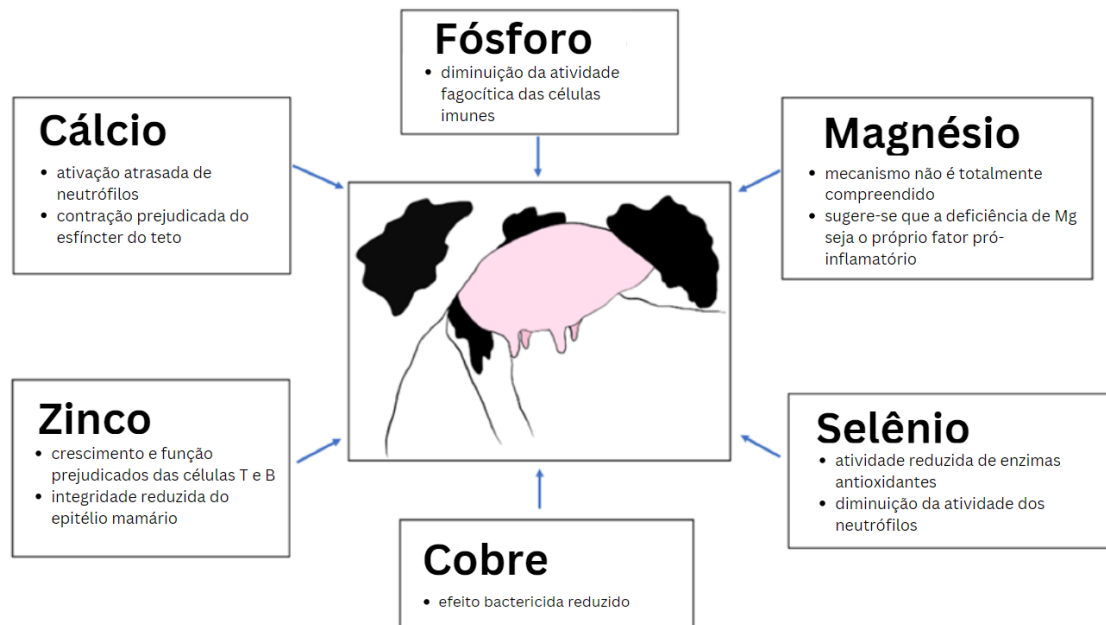 Fósforo
• diminuição da atividade
fagocítica das células
imunes
Cálcio
• ativação atrasada de
neutrófilos
• contração prejudicada do
esfíncter do teto
Magnésio
• mecanismo não é totalmente
compreendido
• sugere-se que a deficiência de Mg
seja o próprio fator pró-
inflamatório
Zinco
• crescimento e função
prejudicados das células T e B
• integridade reduzida do
epitélio mamário
Selênio
• atividade reduzida de enzimas
antioxidantes
• diminuição da atividade dos
neutrófilos
Cobre
• efeito bactericida reduzido